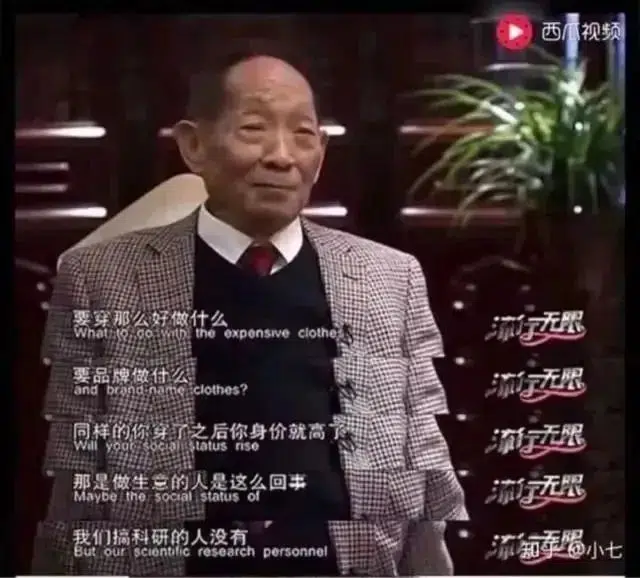 西瓜视频
要穿那么好做什么
What to do with the expensive clothes
流行无限
要品牌做什么
and brand-name clothes?
流行无限
同样的你穿了之后你身价就高了
Will your social status rise
流行无限
那是做生意的人是这么回事
Maybe the social status of
流行无限
我们搞科研的人没有
But our scientific research personnel
流行无限
知乎 @小七